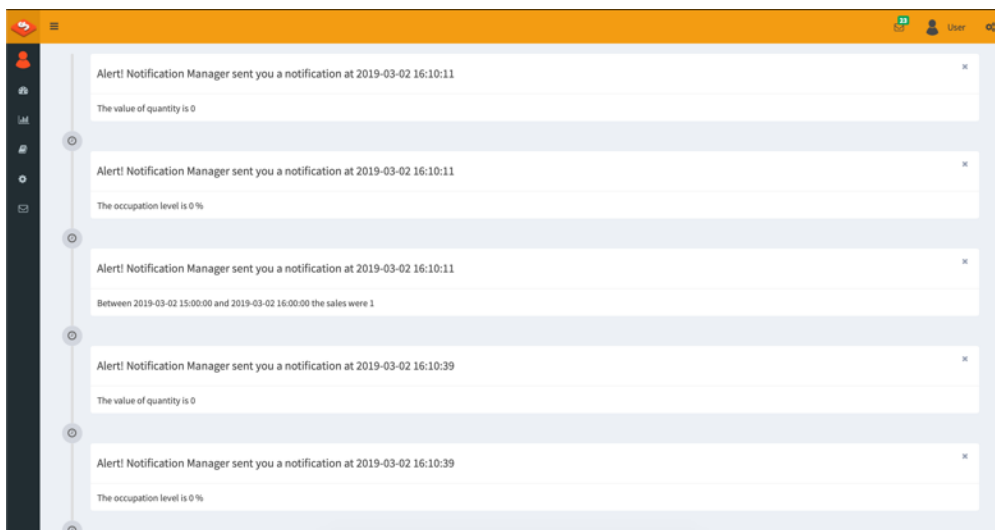 33
User
Alert! Notification Manager sent you a notification at 2019-03-02 16:10:11
The value of quantity is 0
Alert! Notification Manager sent you a notification at 2019-03-02 16:10:11
The occupation level is 0 %
Alert! Notification Manager sent you a notification at 2019-03-02 16:10:11
Between 2019-03-02 15:00:00 and 2019-03-02 16:00:00 the sales were 1
Alert! Notification Manager sent you a notification at 2019-03-02 16:10:39
The value of quantity is 0
Alert! Notification Manager sent you a notification at 2019-03-02 16:10:39
The occupation level is 0 %